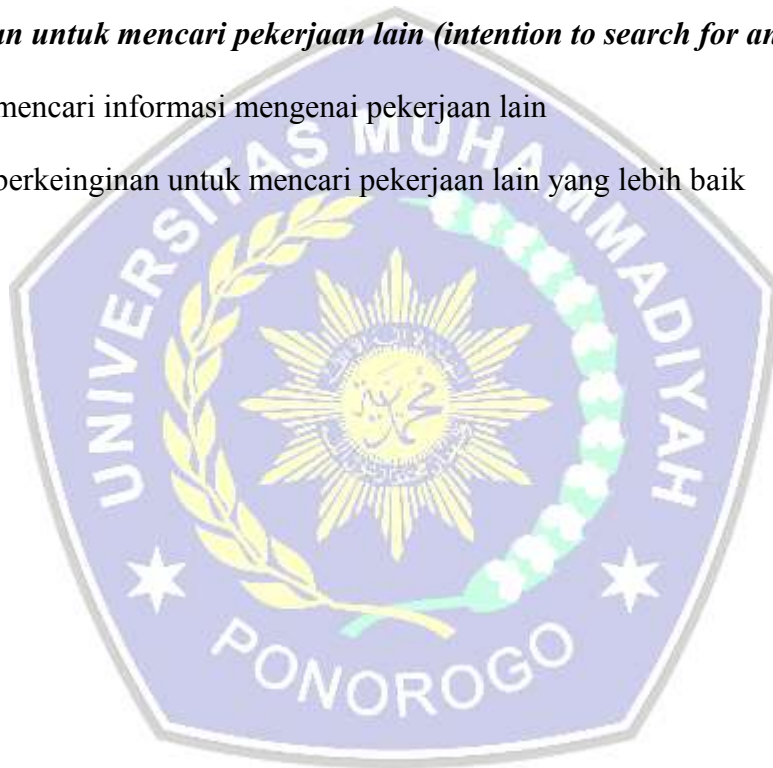 an untuk mencari pekerjaan lain (intention to search for an
mencari informasi mengenai pekerjaan lain
berkeinginan untuk mencari pekerjaan lain yang lebih baik
UNIVERSITAS MUHAMMADIYAH
PONOROGO